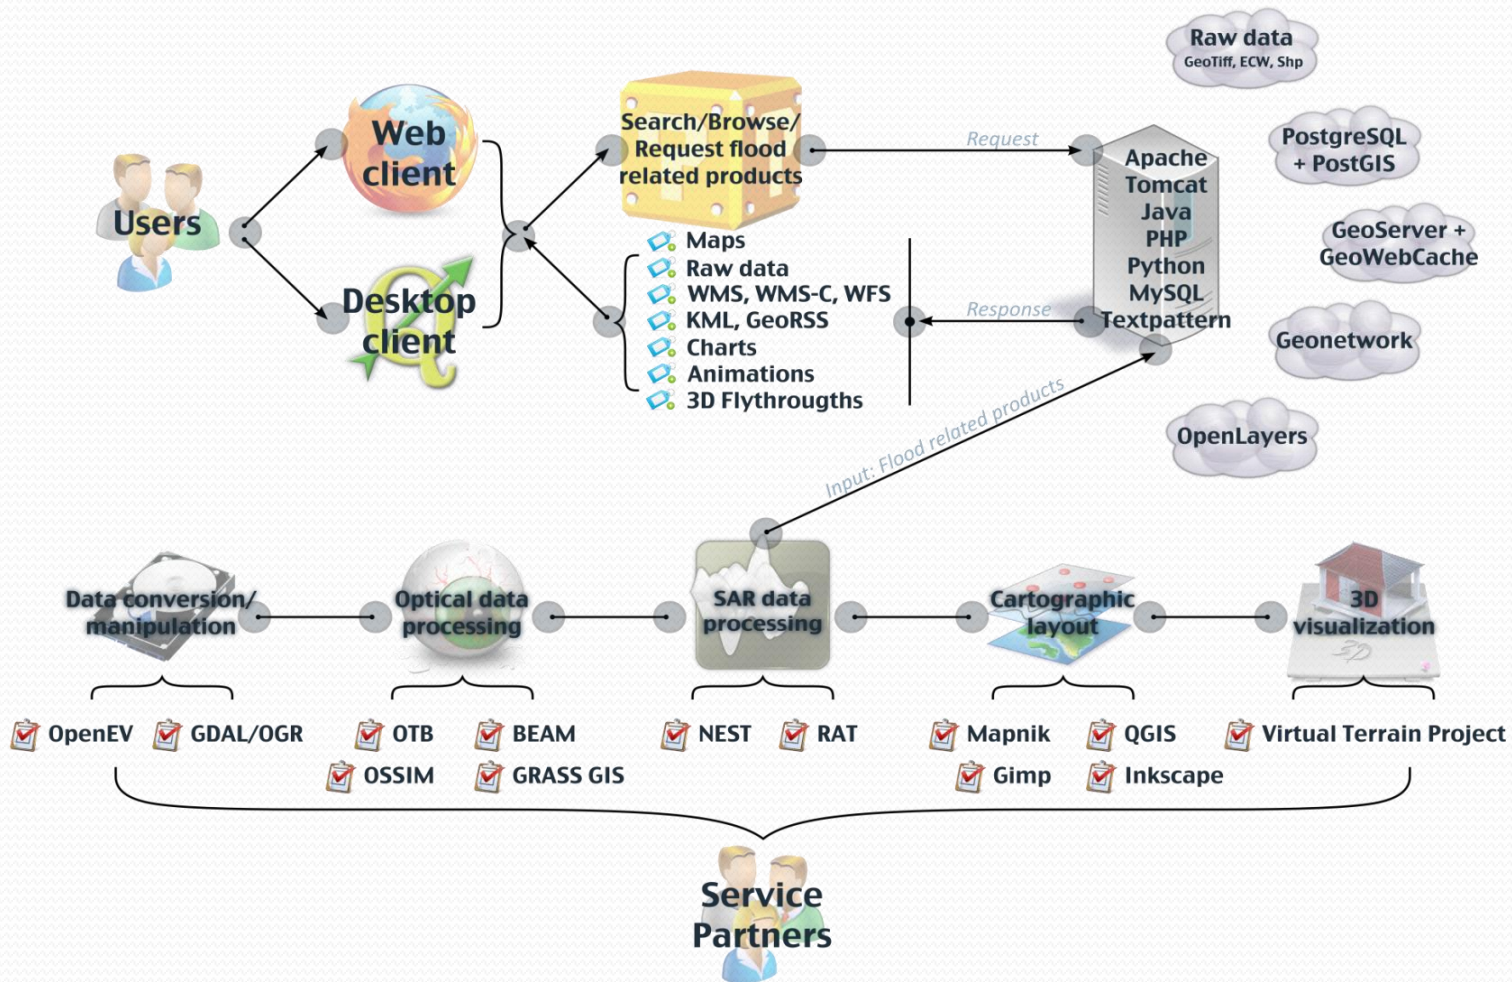 Raw data
GeoTiff, ECW, Shp
Web
client
Users
Desktop
client
Search/Browse/
Request flood
related products
Request
Apache
Tomcat
Java
PHP
Python
MySQL
Textpattern
PostgreSQL
+ PostGIS
GeoServer +
GeoWebCache
Geonetwork
OpenLayers
Maps
Raw data
WMS, WMS-C, WFS
KML, GeoRSS
Charts
Animations
3D Flythrougths
Response
Input: Flood related products
Data conversion/
manipulation
Optical data
processing
SAR data
processing
Cartographic
layout
3D
visualization
3D
OpenEV
GDAL/OGR
OTB
BEAM
OSSIM
GRASS GIS
NEST
RAT
Mapnik
QGIS
Gimp
Inkscape
Virtual Terrain Project
Service
Partners